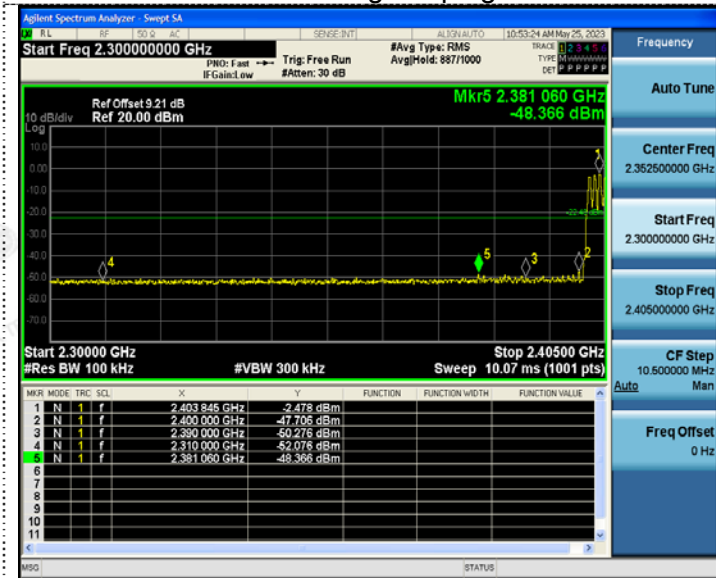 Agilent Spectrum Analyzer - Swept SA
RL RF 50 Ω AC SENSE:INT ALIGN AUTO 10:53:24 AM May 25, 2023
Start Freq 2.300000000 GHz
PNO: Fast
IFGain:Low
Trig: Free Run
#Atten: 30 dB
#Avg Type: RMS
Avg|Hold: 887/1000
TRACE 1 2 3 4 5 6
TYPE M WWWWW
DET P P P P P P
Mkr5 2.381 060 GHz
-48.366 dBm
Ref Offset 9.21 dB
Ref 20.00 dBm
10 dB/div
Log
10.0
0.00
-10.0
-20.0
-30.0
-40.0
-50.0
-60.0
-70.0
1
2
3
4
5
Start 2.30000 GHz
Stop 2.40500 GHz
#Res BW 100 kHz
#VBW 300 kHz
Sweep 10.07 ms (1001 pts)
MKR MODE TRC SCL X Y FUNCTION FUNCTION WIDTH FUNCTION VALUE
1 N 1 f 2.403 845 GHz -2.478 dBm
2 N 1 f 2.400 000 GHz -47.706 dBm
3 N 1 f 2.390 000 GHz -50.276 dBm
4 N 1 f 2.310 000 GHz -52.076 dBm
5 N 1 f 2.381 060 GHz -48.366 dBm
6
7
8
9
10
11
MSG
STATUS
Frequency
Auto Tune
Center Freq
2.352500000 GHz
Start Freq
2.300000000 GHz
Stop Freq
2.405000000 GHz
CF Step
10.500000 MHz
Auto Man
Freq Offset
0 Hz